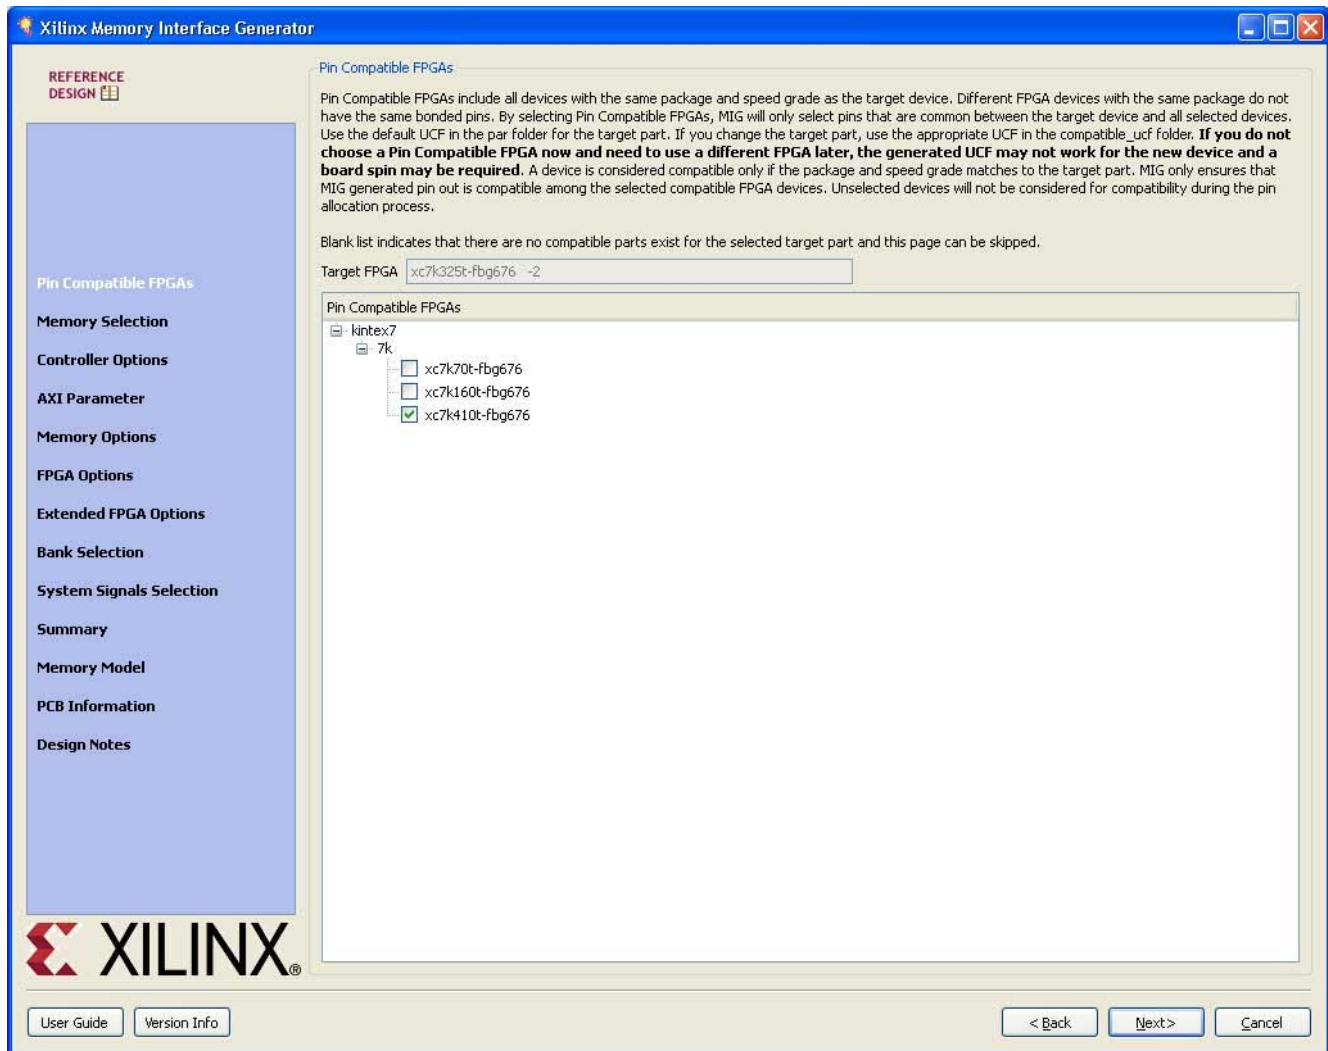 Xilinx Memory Interface Generator
REFERENCE
DESIGN
Pin Compatible FPGAs
Memory Selection
Controller Options
AXI Parameter
Memory Options
FPGA Options
Extended FPGA Options
Bank Selection
System Signals Selection
Summary
Memory Model
PCB Information
Design Notes
XILINX®
Pin Compatible FPGAs
Pin Compatible FPGAs include all devices with the same package and speed grade as the target device. Different FPGA devices with the same package do not
have the same bonded pins. By selecting Pin Compatible FPGAs, MIG will only select pins that are common between the target device and all selected devices.
Use the default UCF in the par folder for the target part. If you change the target part, use the appropriate UCF in the compatible_ucf folder. If you do not
choose a Pin Compatible FPGA now and need to use a different FPGA later, the generated UCF may not work for the new device and a
board spin may be required. A device is considered compatible only if the package and speed grade matches to the target part. MIG only ensures that
MIG generated pin out is compatible among the selected compatible FPGA devices. Unselected devices will not be considered for compatibility during the pin
allocation process.
Blank list indicates that there are no compatible parts exist for the selected target part and this page can be skipped.
Target FPGA xc7k325t-fbg676 -2
Pin Compatible FPGAs
kintex7
7k
xc7k70t-fbg676
xc7k160t-fbg676
xc7k410t-fbg676
User Guide Version Info < Back Next> Cancel